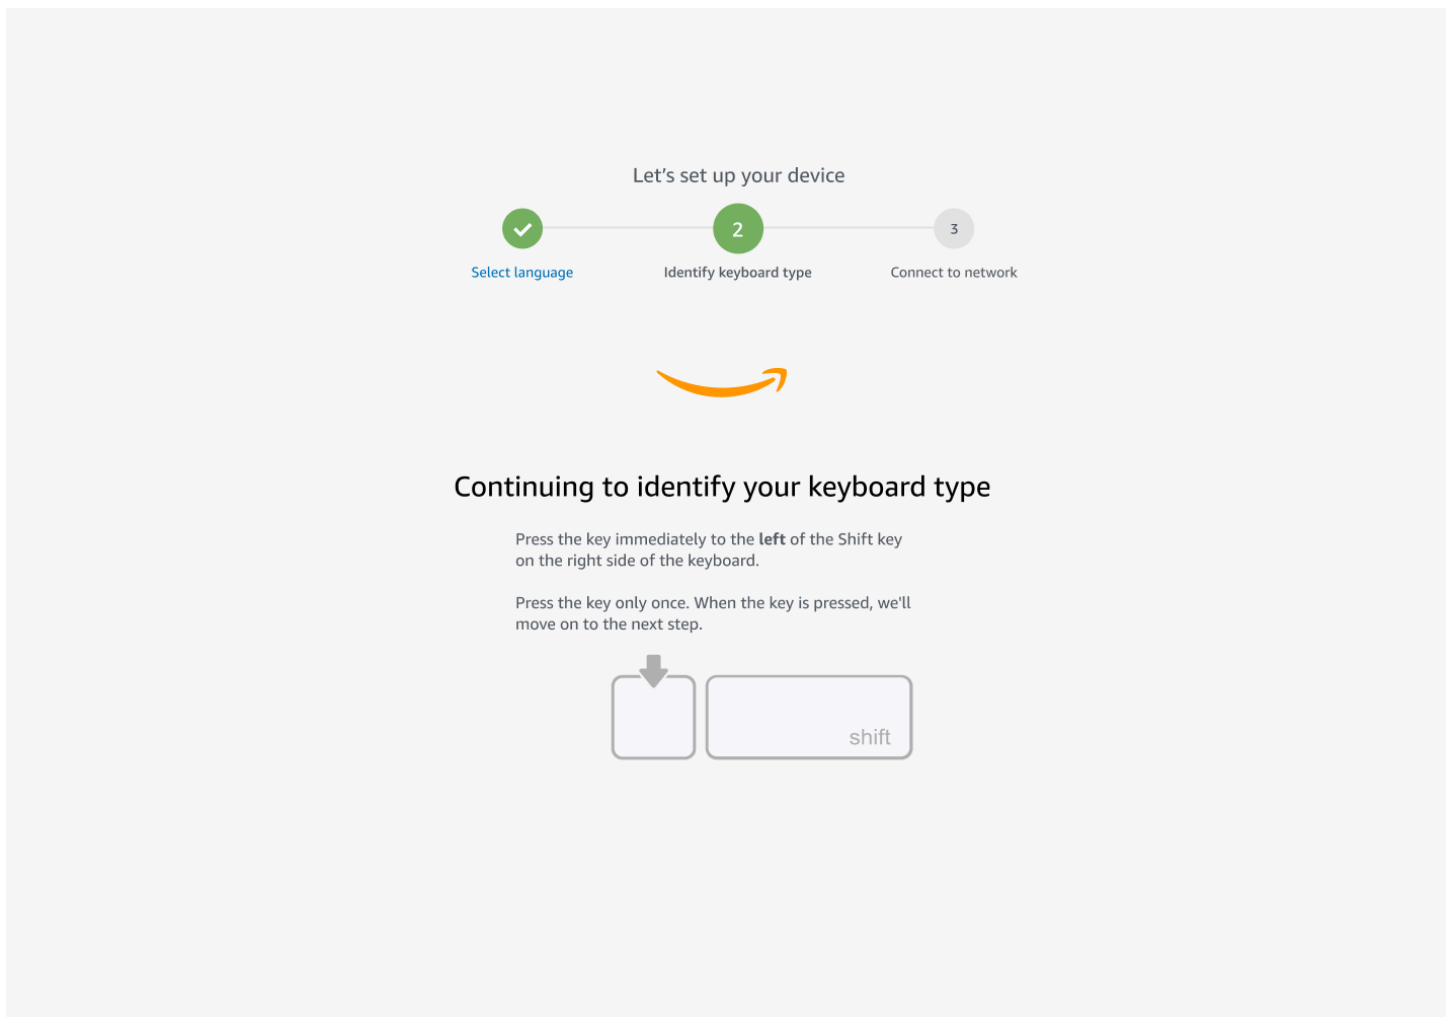 Let's set up your device
2
3
Select language
Identify keyboard type
Connect to network
Continuing to identify your keyboard type
Press the key immediately to the left of the Shift key
on the right side of the keyboard.
Press the key only once. When the key is pressed, we'll
move on to the next step.
shift